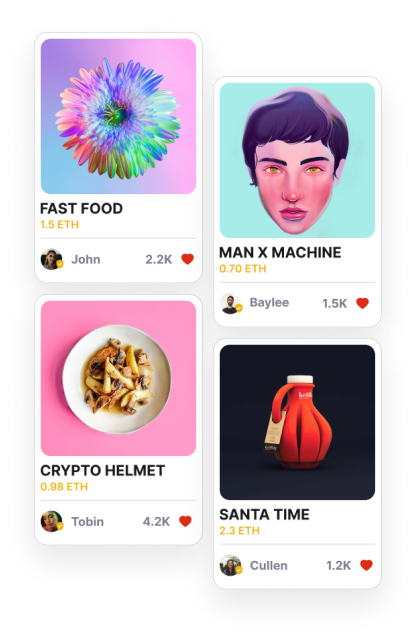 FAST FOOD
1.5 ETH
John 2.2K
MAN X MACHINE
0.70 ETH
Baylee 1.5K
CRYPTO HELMET
0.98 ETH
Tobin 4.2K
SANTA TIME
2.3 ETH
Cullen 1.2K